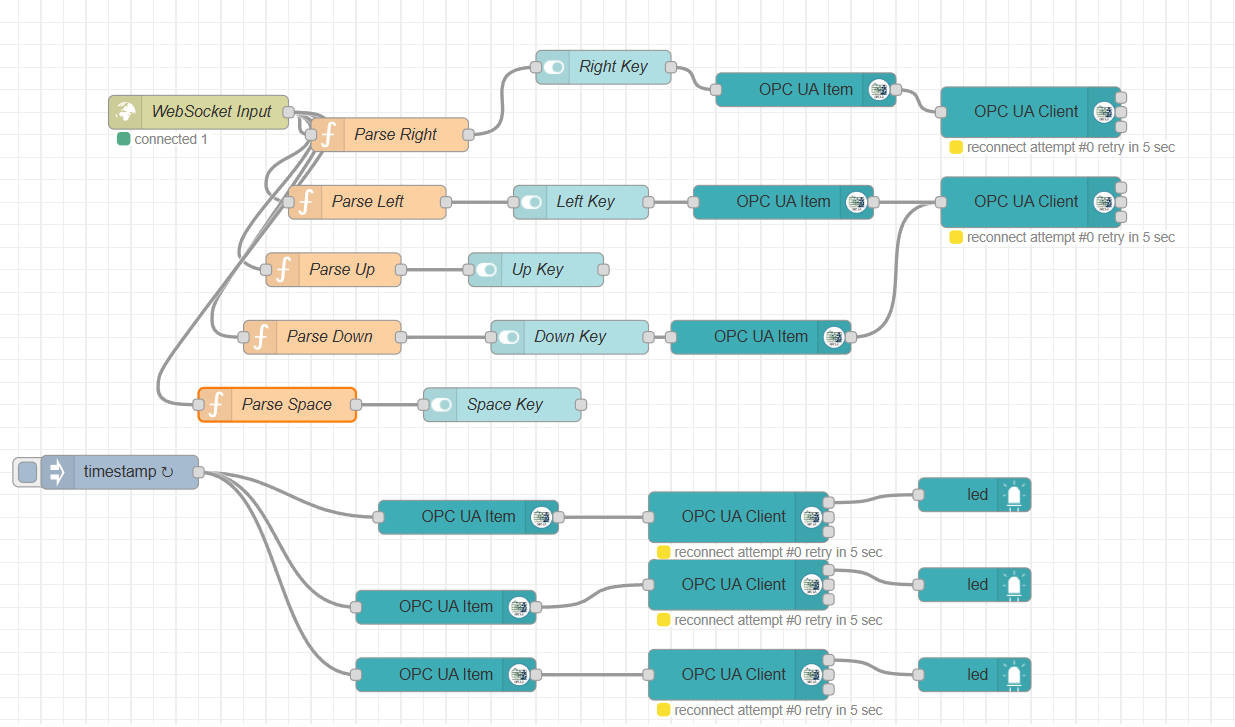 Right Key
OPC UA Item
WebSocket Input
OPC UA Client
connected 1
Parse Right
reconnect attempt #0 retry in 5 sec
Parse Left
Left Key
OPC UA Item
OPC UA Client
reconnect attempt #0 retry in 5 sec
Parse Up
Up Key
Parse Down
Down Key
OPC UA Item
Parse Space
Space Key
timestamp ↻
led
OPC UA Item
OPC UA Client
reconnect attempt #0 retry in 5 sec
OPC UA Client
led
OPC UA Item
reconnect attempt #0 retry in 5 sec
OPC UA Item
OPC UA Client
led
reconnect attempt #0 retry in 5 sec